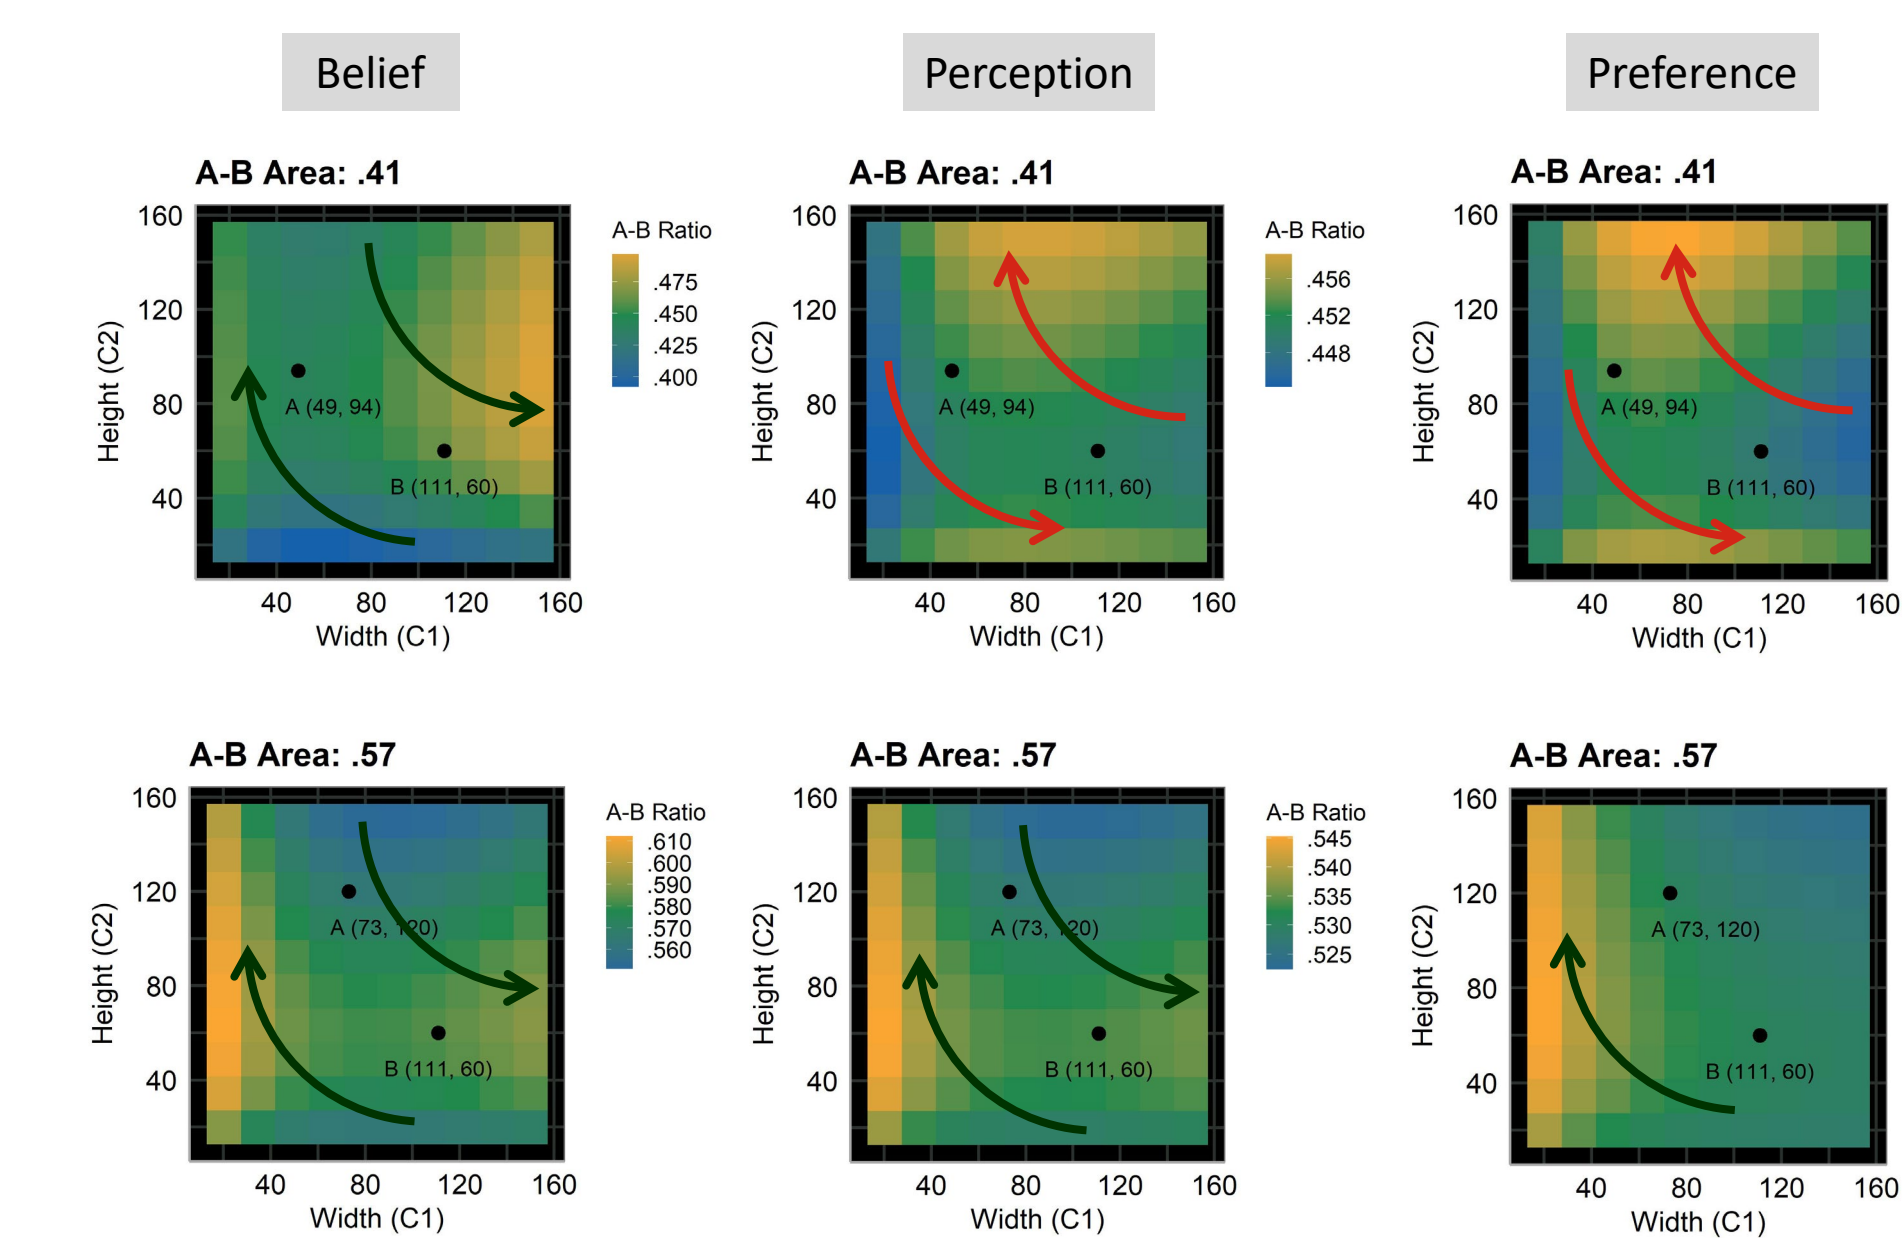 Belief
Perception
Preference
A-B Area: .41
160
120
80
40
Height (C2)
A (49, 94)
B (111, 60)
40 80 120 160
Width (C1)
A-B Ratio
.475
.450
.425
.400
A-B Area: .41
160
120
80
40
Height (C2)
A (49, 94)
B (111, 60)
40 80 120 160
Width (C1)
A-B Ratio
.456
.452
.448
A-B Area: .41
160
120
80
40
Height (C2)
A (49, 94)
B (111, 60)
40 80 120 160
Width (C1)
A-B Area: .57
160
120
80
40
Height (C2)
A (73, 120)
B (111, 60)
40 80 120 160
Width (C1)
A-B Ratio
.610
.600
.590
.580
.570
.560
A-B Area: .57
160
120
80
40
Height (C2)
A (73, 120)
B (111, 60)
40 80 120 160
Width (C1)
A-B Ratio
.545
.540
.535
.530
.525
A-B Area: .57
160
120
80
40
Height (C2)
A (73, 120)
B (111, 60)
40 80 120 160
Width (C1)